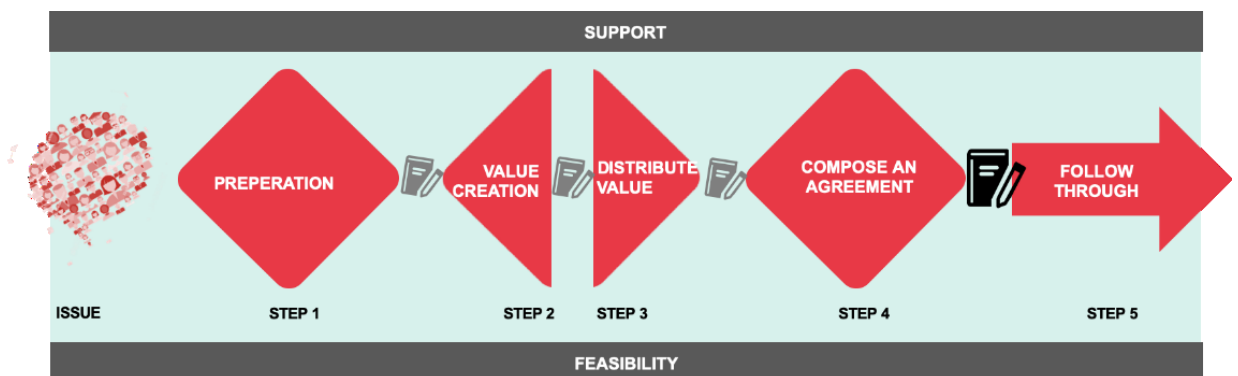 SUPPORT
PREPERATION
VALUE
CREATION
DISTRIBUTE
VALUE
COMPOSE AN
AGREEMENT
FOLLOW
THROUGH
ISSUE
STEP 1
STEP 2
STEP 3
STEP 4
STEP 5
FEASIBILITY